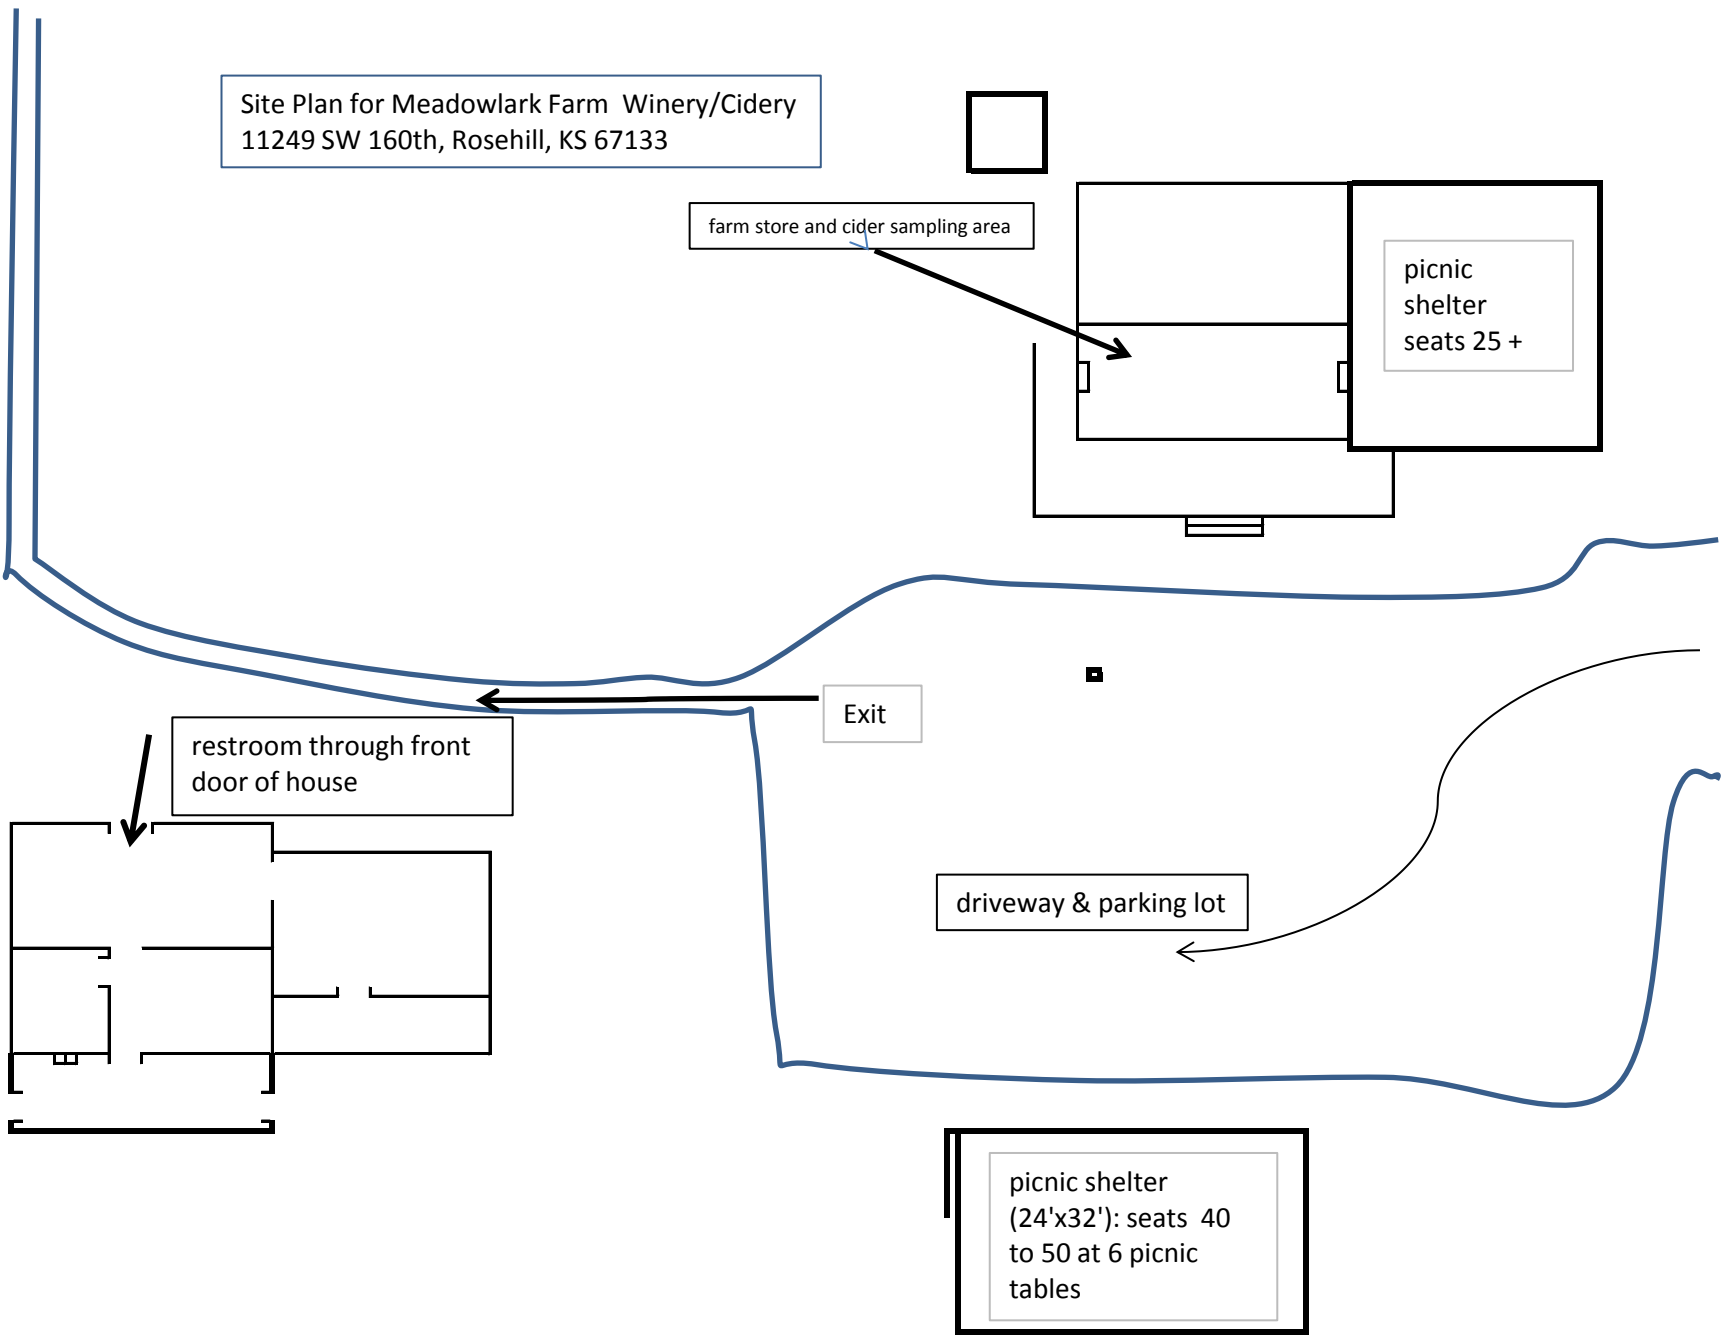 Site Plan for Meadowlark Farm  Winery/Cidery
11249 SW 160th, Rosehill, KS 67133
farm store and cider sampling area
picnic
shelter
seats 25 +
Exit
restroom through front
door of house
driveway & parking lot
picnic shelter
(24'x32'): seats  40
to 50 at 6 picnic
tables